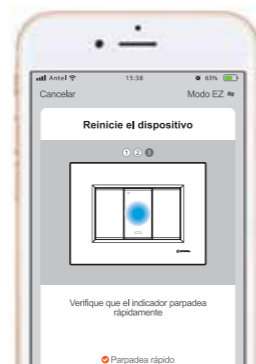 Antel 15:38 63%
Cancelar Modo EZ
Reinicie el dispositivo
1 2 3
Verifique que el indicador parpadea
rápidamente
Parpadea rápido